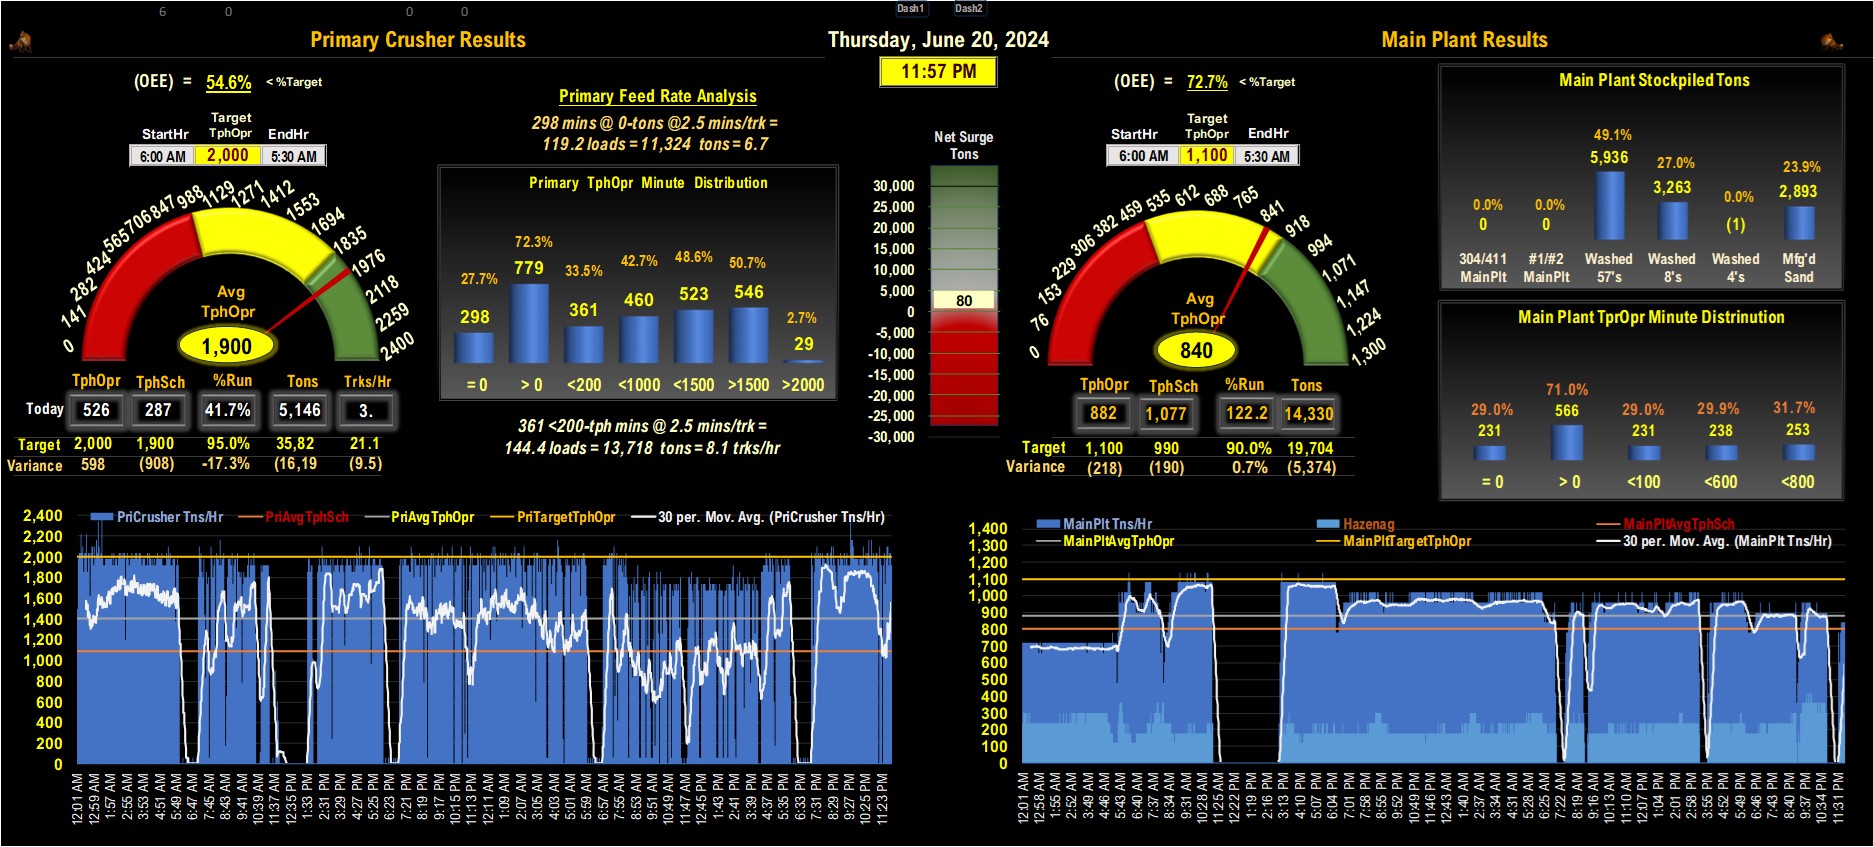 6 0 0 0 Dash1 Dash2
Primary Crusher Results
Thursday, June 20, 2024
Main Plant Results
11:57 PM
(OEE) = 54.6% < %Target
Target
StartHr TphOpr EndHr
6:00 AM 2,000 5:30 AM
0 141 282 424 565 706 847 988 1129 1271 1412 1553 1694 1835 1976 2118 2259 2400
Avg
TphOpr
1,900
TphOpr TphSch %Run Tons Trks/Hr
Today 526 287 41.7% 5,146 3.
Target 2,000 1,900 95.0% 35,82 21.1
Variance 598 (908) -17.3% (16,19 (9.5)
Primary Feed Rate Analysis
298 mins @ 0-tons @2.5 mins/trk =
119.2 loads = 11,324 tons = 6.7
Primary TphOpr Minute Distribution
27.7% 72.3% 33.5% 42.7% 48.6% 50.7% 2.7%
298 779 361 460 523 546 29
= 0 > 0 <200 <1000 <1500 >1500 >2000
361 <200-tph mins @ 2.5 mins/trk =
144.4 loads = 13,718 tons = 8.1 trks/hr
Net Surge
Tons
30,000
25,000
20,000
15,000
10,000
5,000
80
0
-5,000
-10,000
-15,000
-20,000
-25,000
-30,000
(OEE) = 72.7% < %Target
Target
StartHr TphOpr EndHr
6:00 AM 1,100 5:30 AM
0 76 153 229 306 382 459 535 612 688 765 841 918 994 1,071 1,147 1,224 1,300
Avg
TphOpr
840
TphOpr TphSch %Run Tons
882 1,077 122.2 14,330
Target 1,100 990 90.0% 19,704
Variance (218) (190) 0.7% (5,374)
Main Plant Stockpiled Tons
0.0% 0.0% 49.1% 27.0% 0.0% 23.9%
0 0 5,936 3,263 (1) 2,893
304/411 #1/#2 Washed Washed Washed Mfg'd
MainPlt MainPlt 57's 8's 4's Sand
Main Plant TprOpr Minute Distrinution
29.0% 71.0% 29.0% 29.9% 31.7%
231 566 231 238 253
= 0 > 0 <100 <600 <800
PriCrusher Tns/Hr PriAvgTphSch PriAvgTphOpr PriTargetTphOpr 30 per. Mov. Avg. (PriCrusher Tns/Hr)
2,400
2,200
2,000
1,800
1,600
1,400
1,200
1,000
800
600
400
200
0
12:01 AM 12:59 AM 1:57 AM 2:55 AM 3:53 AM 4:51 AM 5:49 AM 6:47 AM 7:45 AM 8:43 AM 9:41 AM 10:39 AM 11:37 AM 12:35 PM 1:33 PM 2:31 PM 3:29 PM 4:27 PM 5:25 PM 6:23 PM 7:21 PM 8:19 PM 9:17 PM 10:15 PM 11:13 PM 12:11 AM 1:09 AM 2:07 AM 3:05 AM 4:03 AM 5:01 AM 5:59 AM 6:57 AM 7:55 AM 8:53 AM 9:51 AM 10:49 AM 11:47 AM 12:45 PM 1:43 PM 2:41 PM 3:39 PM 4:37 PM 5:35 PM 6:33 PM 7:31 PM 8:29 PM 9:27 PM 10:25 PM 11:23 PM
MainPlt Tns/Hr Hazenag MainPltAvgTphSch
MainPltAvgTphOpr MainPltTargetTphOpr 30 per. Mov. Avg. (MainPlt Tns/Hr)
1,400
1,300
1,200
1,100
1,000
900
800
700
600
500
400
300
200
100
0
12:01 AM 12:58 AM 1:55 AM 2:52 AM 3:49 AM 4:46 AM 5:43 AM 6:40 AM 7:37 AM 8:34 AM 9:31 AM 10:28 AM 11:25 AM 12:22 PM 1:19 PM 2:16 PM 3:13 PM 4:10 PM 5:07 PM 6:04 PM 7:01 PM 7:58 PM 8:55 PM 9:52 PM 10:49 PM 11:46 PM 12:43 AM 1:40 AM 2:37 AM 3:34 AM 4:31 AM 5:28 AM 6:25 AM 7:22 AM 8:19 AM 9:16 AM 10:13 AM 11:10 AM 12:07 PM 1:04 PM 2:01 PM 2:58 PM 3:55 PM 4:52 PM 5:49 PM 6:46 PM 7:43 PM 8:40 PM 9:37 PM 10:34 PM 11:31 PM